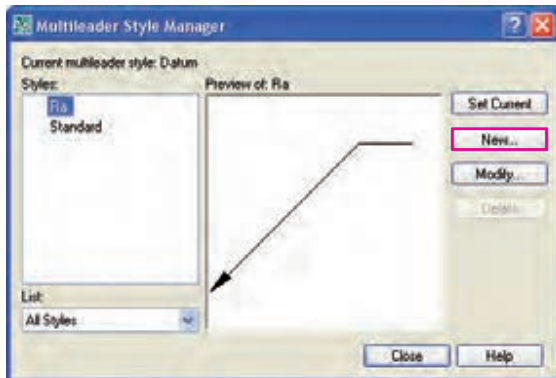 Multileader Style Manager
Current multileader style: Datum
Styles:
Preview of: Ra
Ra
Standard
Set Current
New...
Modify...
Delete
List:
All Styles
Close
Help